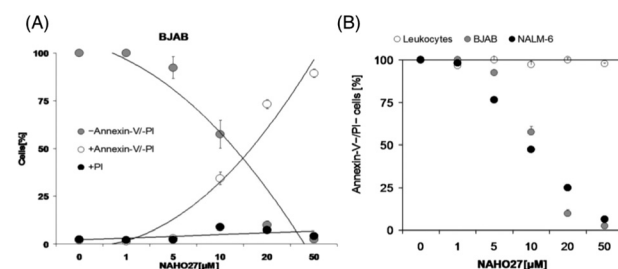 (A)
BJAB
100
75
50
25
0
Cells[%]
−Annexin-V/-PI
+Annexin-V/-PI
+PI
0 1 5 10 20 50
NAHO27[µM]
(B)
Leukocytes BJAB NALM-6
100
75
50
25
0
Annexin-V−/PI− cells [%]
0 1 5 10 20 50
NAHO27[µM]